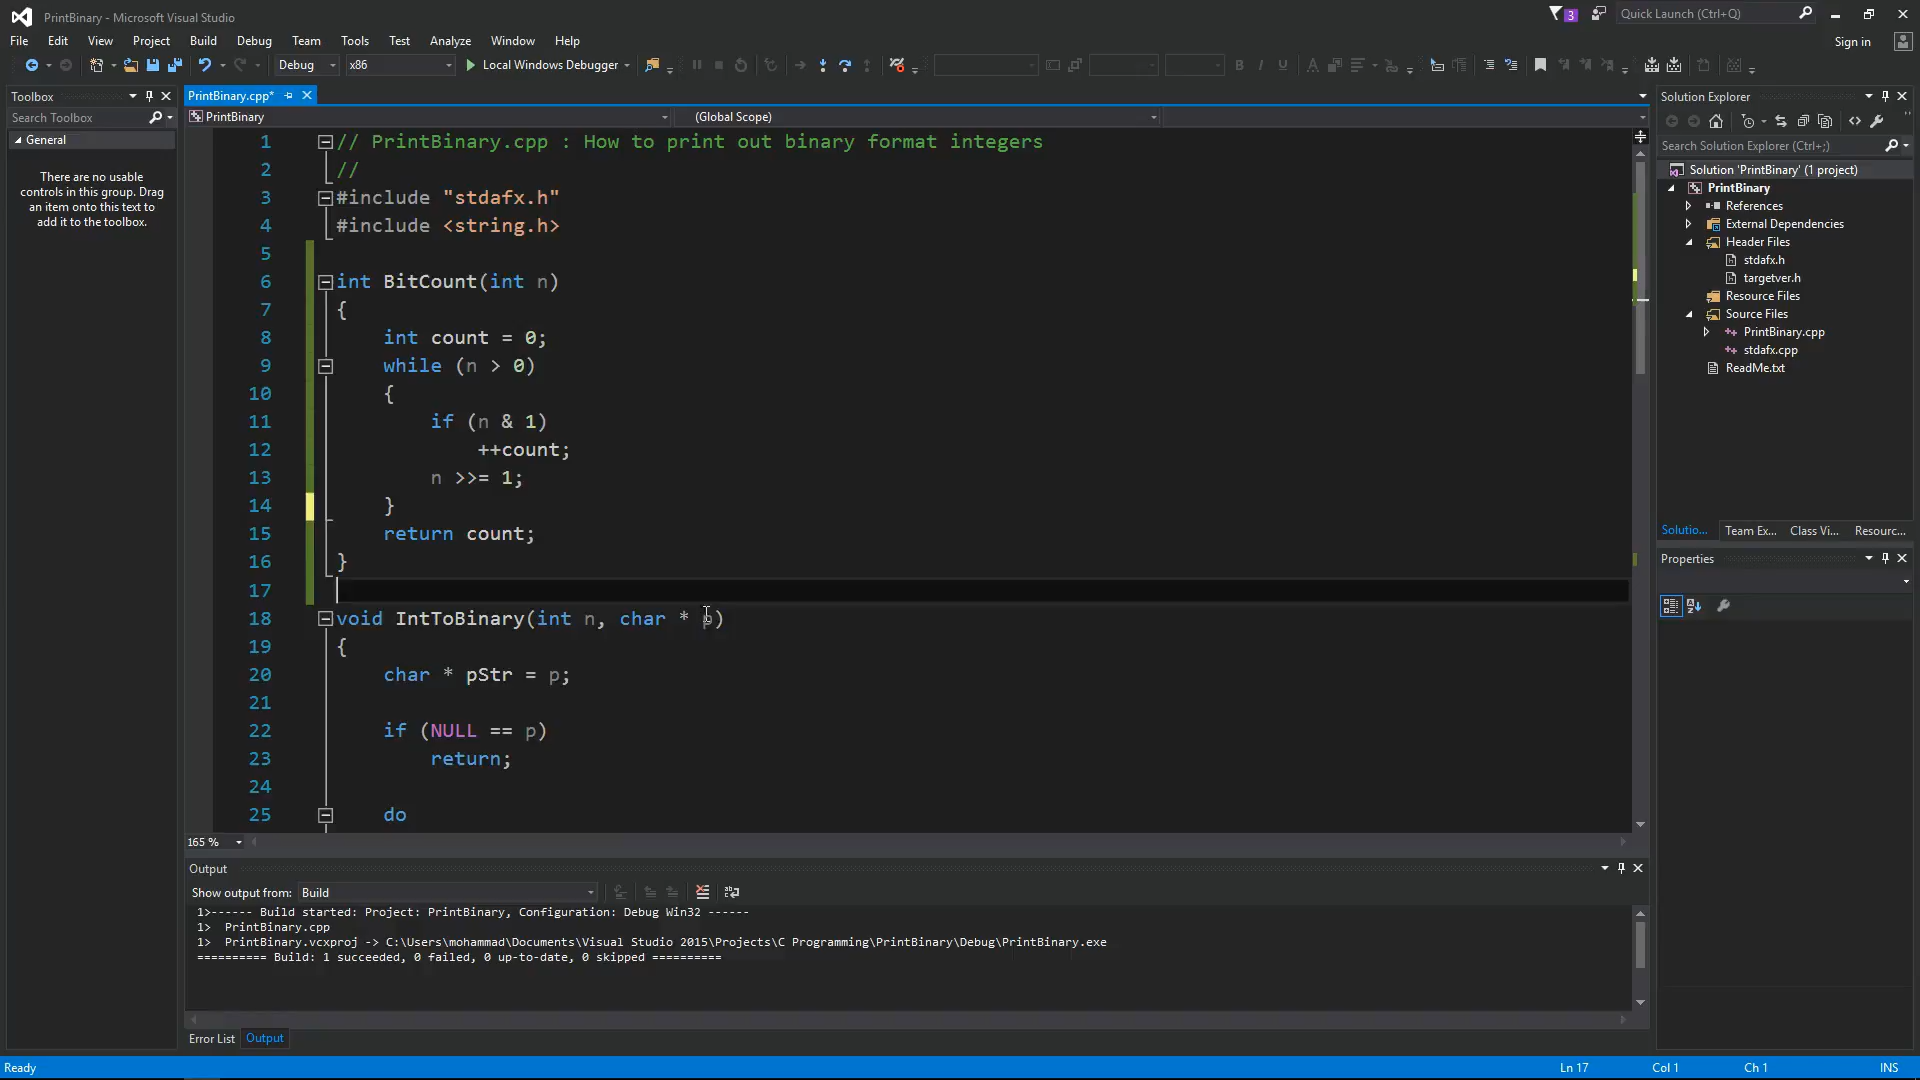 PrintBinary - Microsoft Visual Studio
3
Quick Launch (Ctrl+Q)
File Edit View Project Build Debug Team Tools Test Analyze Window Help
Sign in
Debug x86 Local Windows Debugger
Toolbox
Search Toolbox
General
There are no usable
controls in this group. Drag
an item onto this text to
add it to the toolbox.
PrintBinary.cpp*
PrintBinary (Global Scope)
1 // PrintBinary.cpp : How to print out binary format integers
2 //
3 #include "stdafx.h"
4 #include <string.h>
5
6 int BitCount(int n)
7 {
8 int count = 0;
9 while (n > 0)
10 {
11 if (n & 1)
12 ++count;
13 n >>= 1;
14 }
15 return count;
16 }
17
18 void IntToBinary(int n, char * p)
19 {
20 char * pStr = p;
21
22 if (NULL == p)
23 return;
24
25 do
165 %
Output
Show output from: Build
1>------ Build started: Project: PrintBinary, Configuration: Debug Win32 ------
1> PrintBinary.cpp
1> PrintBinary.vcxproj -> C:\Users\mohammad\Documents\Visual Studio 2015\Projects\C Programming\PrintBinary\Debug\PrintBinary.exe
========== Build: 1 succeeded, 0 failed, 0 up-to-date, 0 skipped ==========
Error List Output
Solution Explorer
Search Solution Explorer (Ctrl+;)
Solution 'PrintBinary' (1 project)
PrintBinary
References
External Dependencies
Header Files
stdafx.h
targetver.h
Resource Files
Source Files
PrintBinary.cpp
stdafx.cpp
ReadMe.txt
Solutio... Team Ex... Class Vi... Resourc...
Properties
Ready Ln 17 Col 1 Ch 1 INS